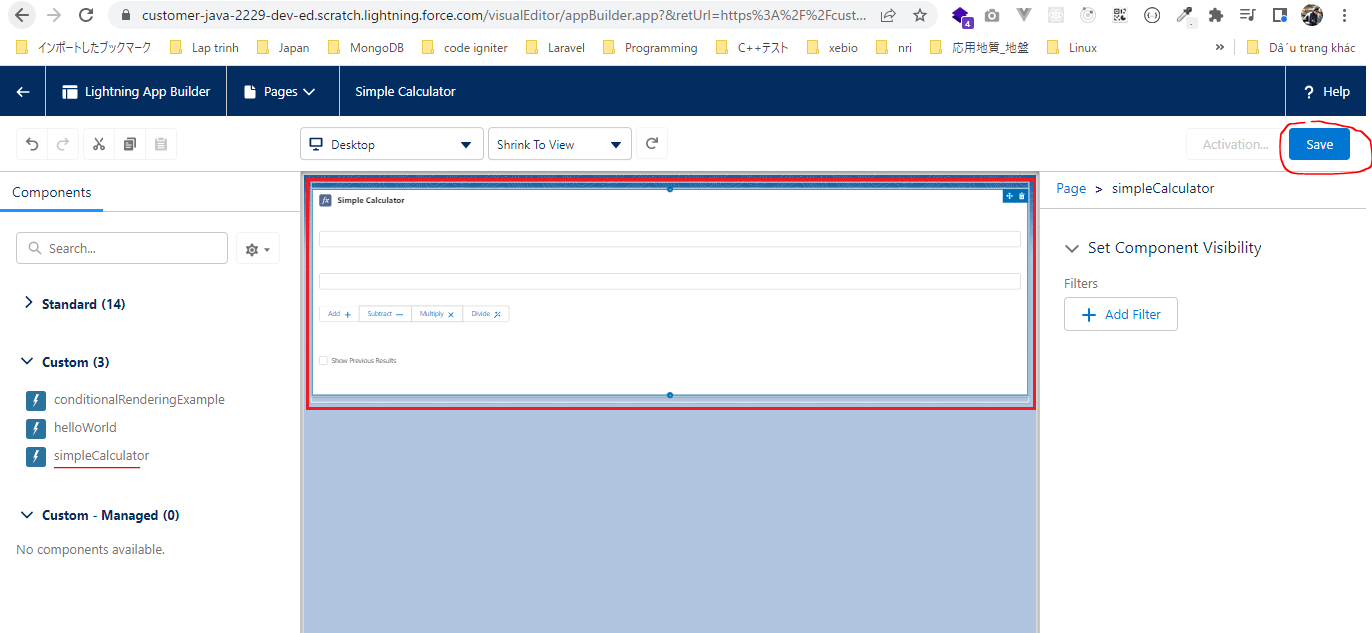 customer-java-2229-dev-ed.scratch.lightning.force.com/visualEditor/appBuilder.app?&retUrl=https%3A%2F%2Fcust...
4
インポートしたブックマーク Lap trinh Japan MongoDB code igniter Laravel Programming C++テスト xebio nri 応用地質_地盤 Linux » Dấu trang khác
Lightning App Builder Pages Simple Calculator ? Help
Desktop Shrink To View Activation... Save
Components
Page > simpleCalculator
Simple Calculator
Search...
Set Component Visibility
Filters
Add Filter
Standard (14)
Add + Subtract — Multiply × Divide
Show Previous Results
Custom (3)
conditionalRenderingExample
helloWorld
simpleCalculator
Custom - Managed (0)
No components available.